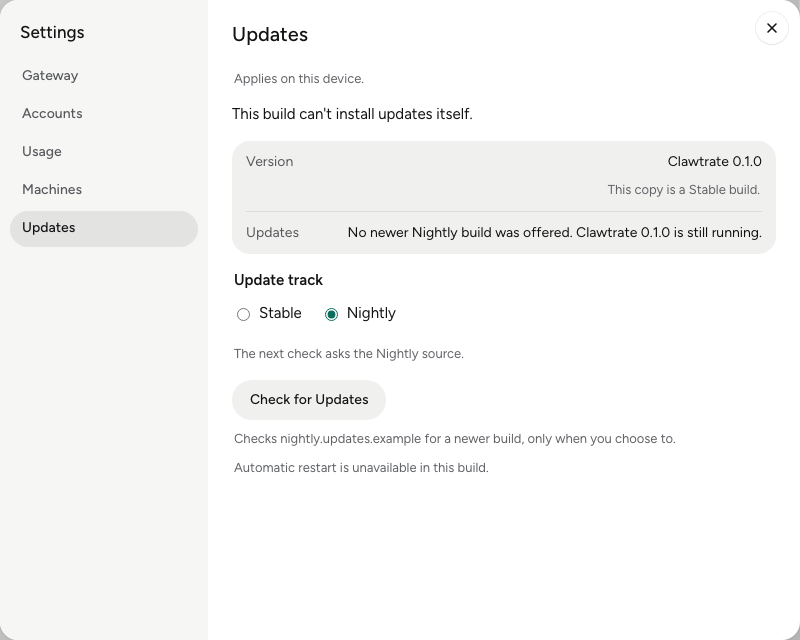 Settings
Gateway
Accounts
Usage
Machines
Updates
Updates
Applies on this device.
This build can't install updates itself.
Version
Clawtrate 0.1.0
This copy is a Stable build.
Updates
No newer Nightly build was offered. Clawtrate 0.1.0 is still running.
Update track
Stable
Nightly
The next check asks the Nightly source.
Check for Updates
Checks nightly.updates.example for a newer build, only when you choose to.
Automatic restart is unavailable in this build.